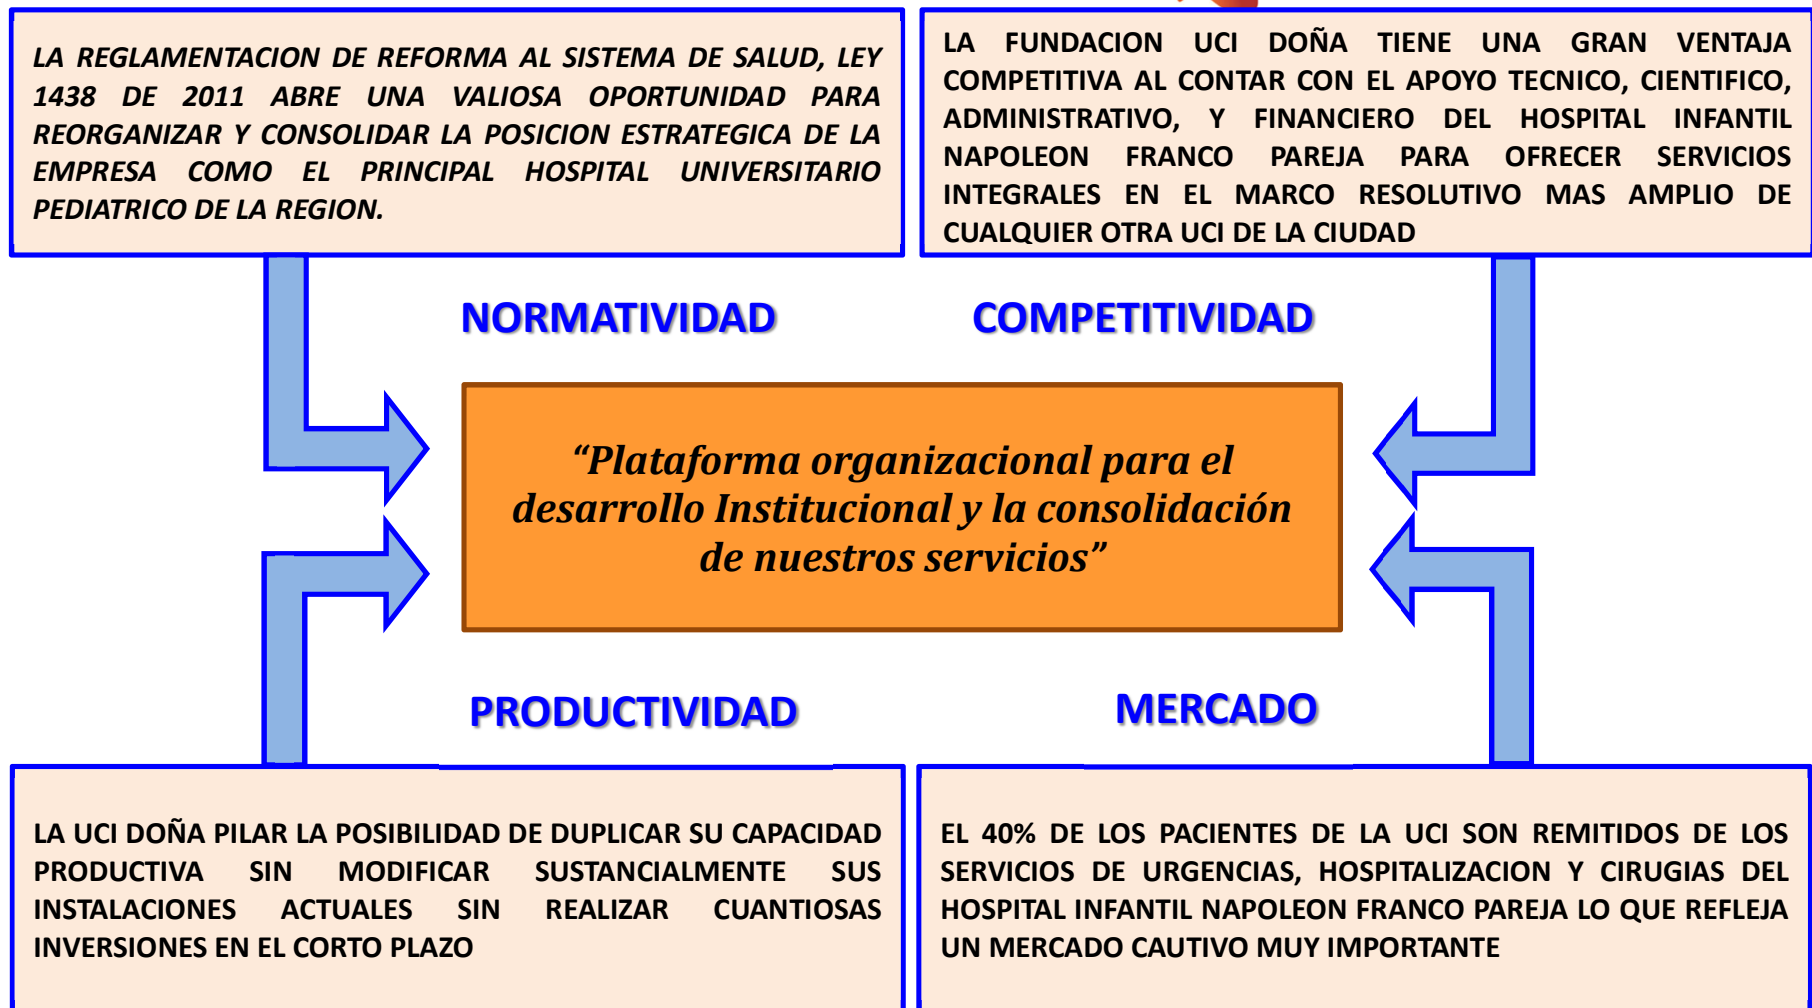 LA REGLAMENTACION DE REFORMA AL SISTEMA DE SALUD, LEY
1438 DE 2011 ABRE UNA VALIOSA OPORTUNIDAD PARA
REORGANIZAR Y CONSOLIDAR LA POSICION ESTRATEGICA DE LA
EMPRESA COMO EL PRINCIPAL HOSPITAL UNIVERSITARIO
PEDIATRICO DE LA REGION.
LA FUNDACION UCI DOÑA TIENE UNA GRAN VENTAJA
COMPETITIVA AL CONTAR CON EL APOYO TECNICO, CIENTIFICO,
ADMINISTRATIVO, Y FINANCIERO DEL HOSPITAL INFANTIL
NAPOLEON FRANCO PAREJA PARA OFRECER SERVICIOS
INTEGRALES EN EL MARCO RESOLUTIVO MAS AMPLIO DE
CUALQUIER OTRA UCI DE LA CIUDAD
NORMATIVIDAD
COMPETITIVIDAD
“Plataforma organizacional para el
desarrollo Institucional y la consolidación
de nuestros servicios”
PRODUCTIVIDAD
MERCADO
LA UCI DOÑA PILAR LA POSIBILIDAD DE DUPLICAR SU CAPACIDAD
PRODUCTIVA SIN MODIFICAR SUSTANCIALMENTE SUS
INSTALACIONES ACTUALES SIN REALIZAR CUANTIOSAS
INVERSIONES EN EL CORTO PLAZO
EL 40% DE LOS PACIENTES DE LA UCI SON REMITIDOS DE LOS
SERVICIOS DE URGENCIAS, HOSPITALIZACION Y CIRUGIAS DEL
HOSPITAL INFANTIL NAPOLEON FRANCO PAREJA LO QUE REFLEJA
UN MERCADO CAUTIVO MUY IMPORTANTE